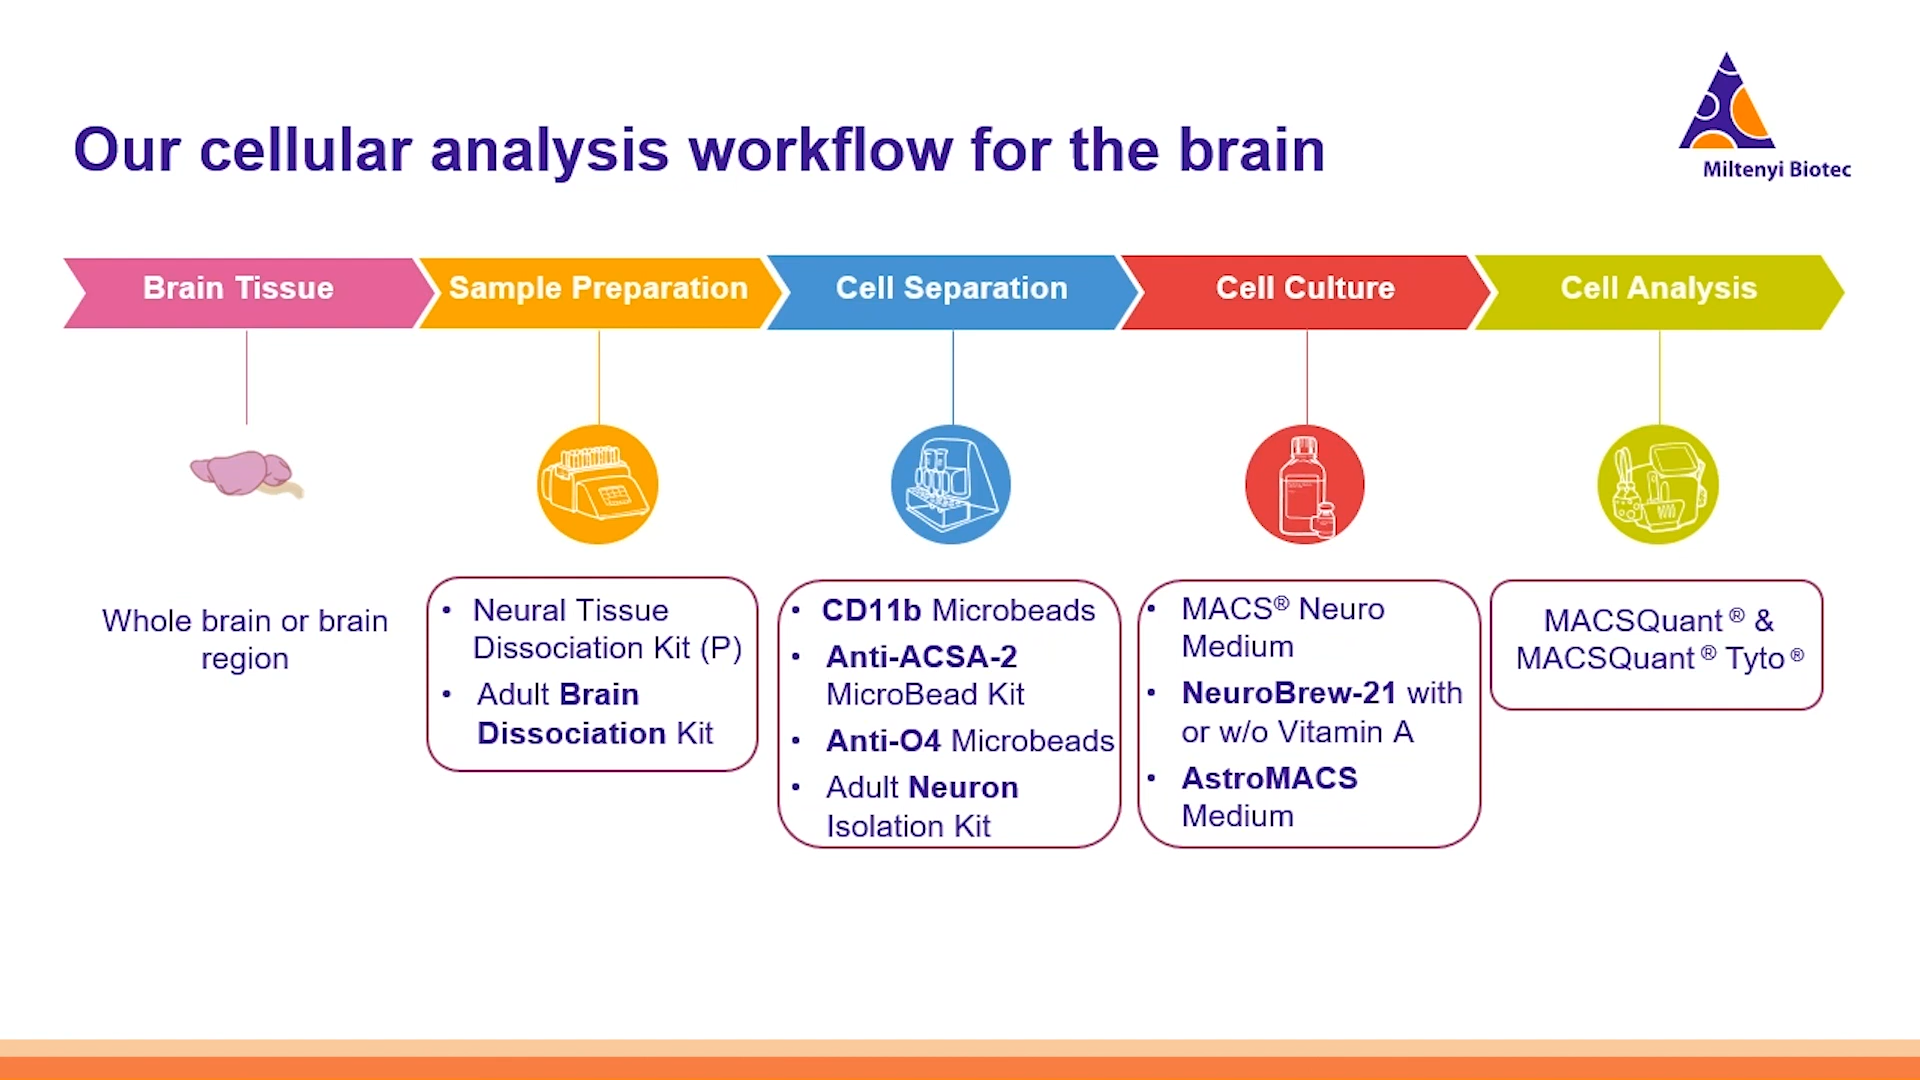 Our cellular analysis workflow for the brain
Miltenyi Biotec
Brain Tissue
Sample Preparation
Cell Separation
Cell Culture
Cell Analysis
Whole brain or brain
region
• Neural Tissue
Dissociation Kit (P)
• Adult Brain
Dissociation Kit
• CD11b Microbeads
• Anti-ACSA-2
MicroBead Kit
• Anti-O4 Microbeads
• Adult Neuron
Isolation Kit
• MACS® Neuro
Medium
• NeuroBrew-21 with
or w/o Vitamin A
• AstroMACS
Medium
MACSQuant® &
MACSQuant® Tyto®